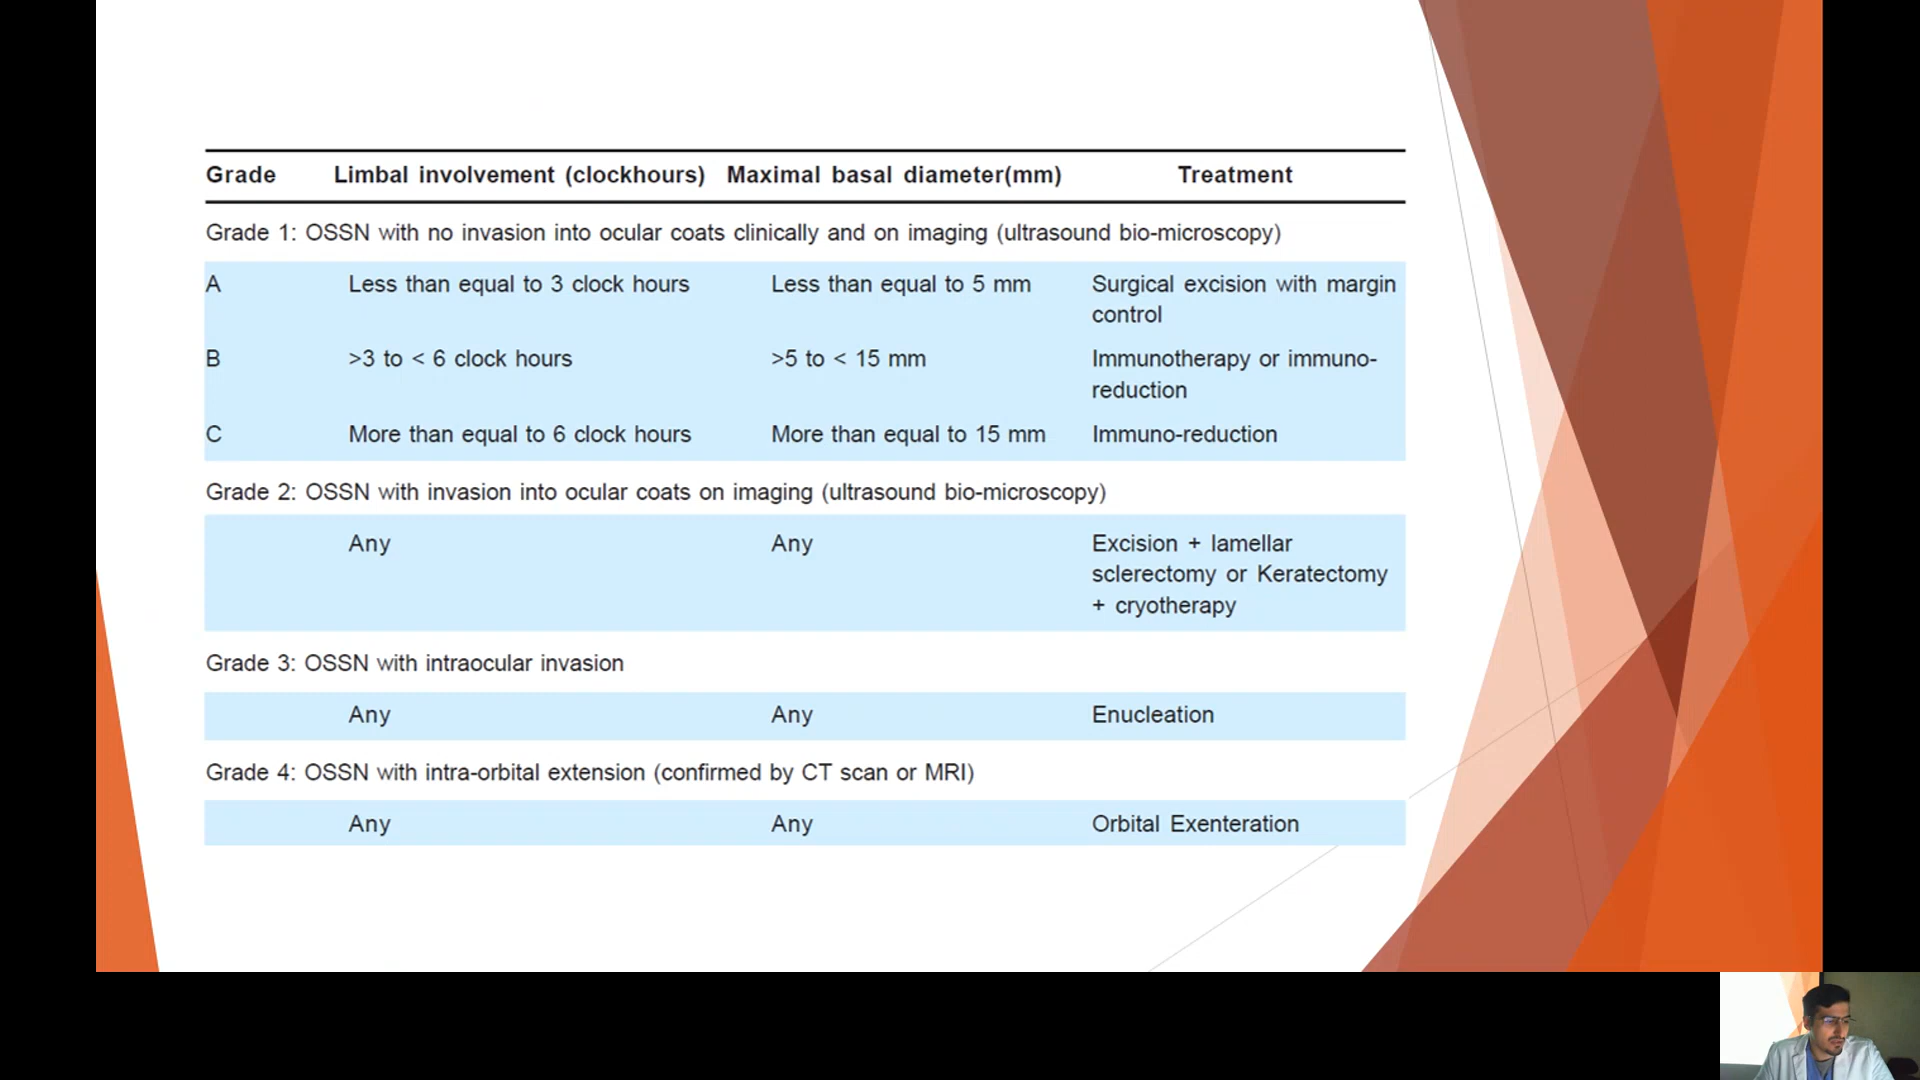 Grade Limbal involvement (clockhours) Maximal basal diameter(mm) Treatment
Grade 1: OSSN with no invasion into ocular coats clinically and on imaging (ultrasound bio-microscopy)
A Less than equal to 3 clock hours Less than equal to 5 mm Surgical excision with margin
control
B >3 to < 6 clock hours >5 to < 15 mm Immunotherapy or immuno-
reduction
C More than equal to 6 clock hours More than equal to 15 mm Immuno-reduction
Grade 2: OSSN with invasion into ocular coats on imaging (ultrasound bio-microscopy)
Any Any Excision + lamellar
sclerectomy or Keratectomy
+ cryotherapy
Grade 3: OSSN with intraocular invasion
Any Any Enucleation
Grade 4: OSSN with intra-orbital extension (confirmed by CT scan or MRI)
Any Any Orbital Exenteration